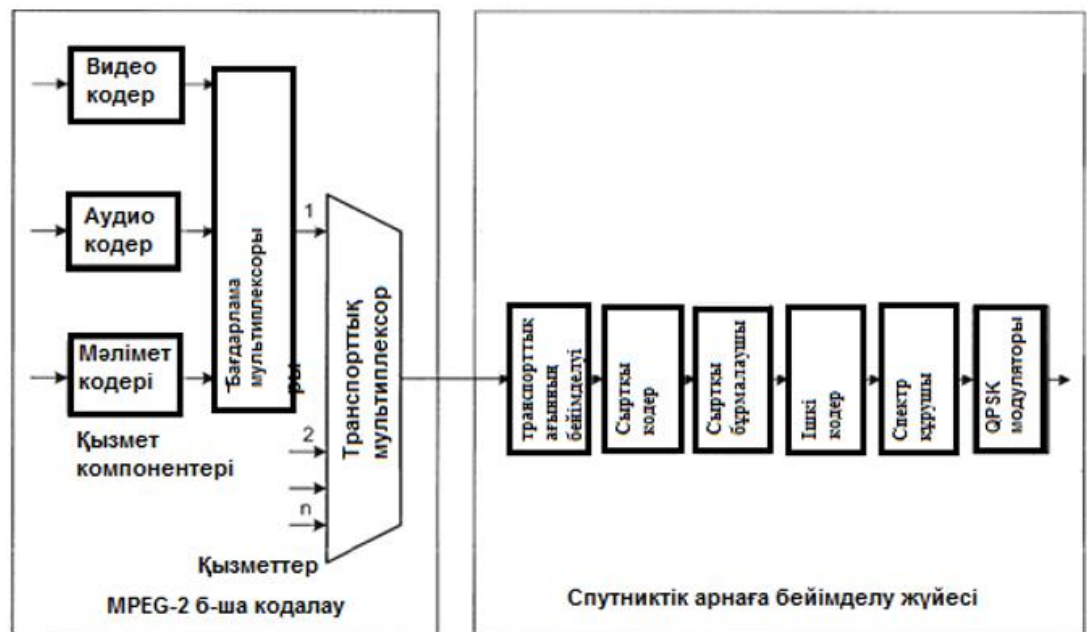 Видео
кодер
Аудио
кодер
Мәлімет
кодері
Қызмет
компонентері
Бағдарлама
мультиплексоры
ры
1
2
n
Транспорттық
мультиплексор
Қызметтер
MPEG-2 б-ша кодалау
транспорттық
ағынның
бейімделуі
Сыртқы
кодер
Сыртқы
бұрмалаушы
Ішкі
кодер
Спектр
құрушы
QPSK
модуляторы
Спутниктік арнаға бейімделу жүйесі